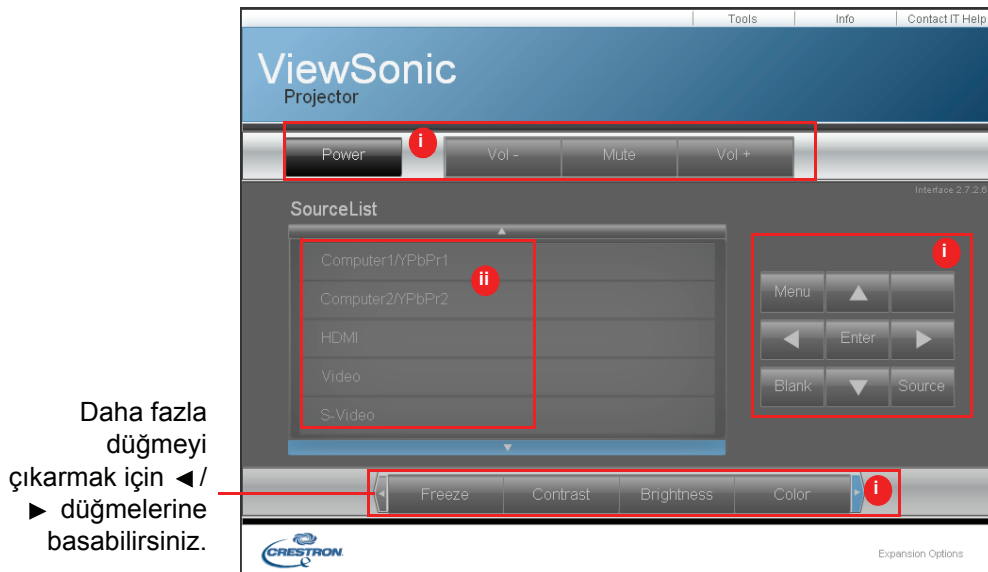 Tools Info Contact IT Help
ViewSonic
Projector
Power i Vol - Mute Vol +
Interface 2.7.2.6
SourceList
i
Computer1/YPbPr1
ii
Computer2/YPbPr2
HDMI
Video
S-Video
Menu
Enter
Blank Source
Daha fazla
düğmeyi
çıkarmak için ◄ /
► düğmelerine
basabilirsiniz.
Freeze Contrast Brightness Color i
CRESTRON
Expansion Options